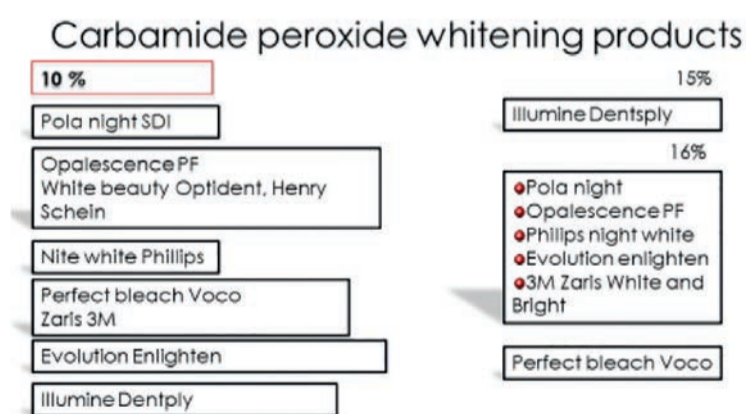 Carbamide peroxide whitening products
10 %
Pola night SDI
Opalescence PF
White beauty Optident, Henry
Schein
Nite white Phillips
Perfect bleach Voco
Zaris 3M
Evolution Enlighten
Illumine Dentply
15%
Illumine Dentsply
16%
Pola night
Opalescence PF
Philips night white
Evolution enlighten
3M Zaris White and
Bright
Perfect bleach Voco